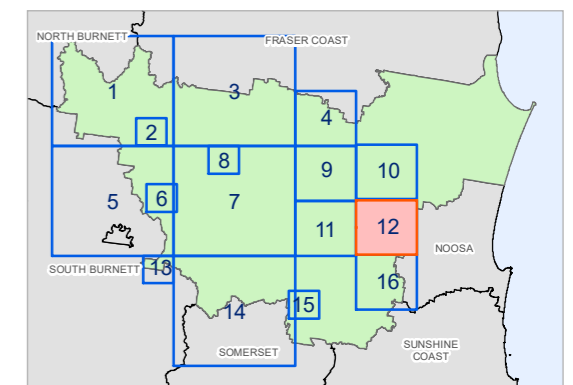 NORTH BURNETT
FRASER COAST
1
3
4
2
8
9
10
5
6
7
11
12
NOOSA
SOUTH BURNETT
13
16
14
15
SOMERSET
SUNSHINE
COAST